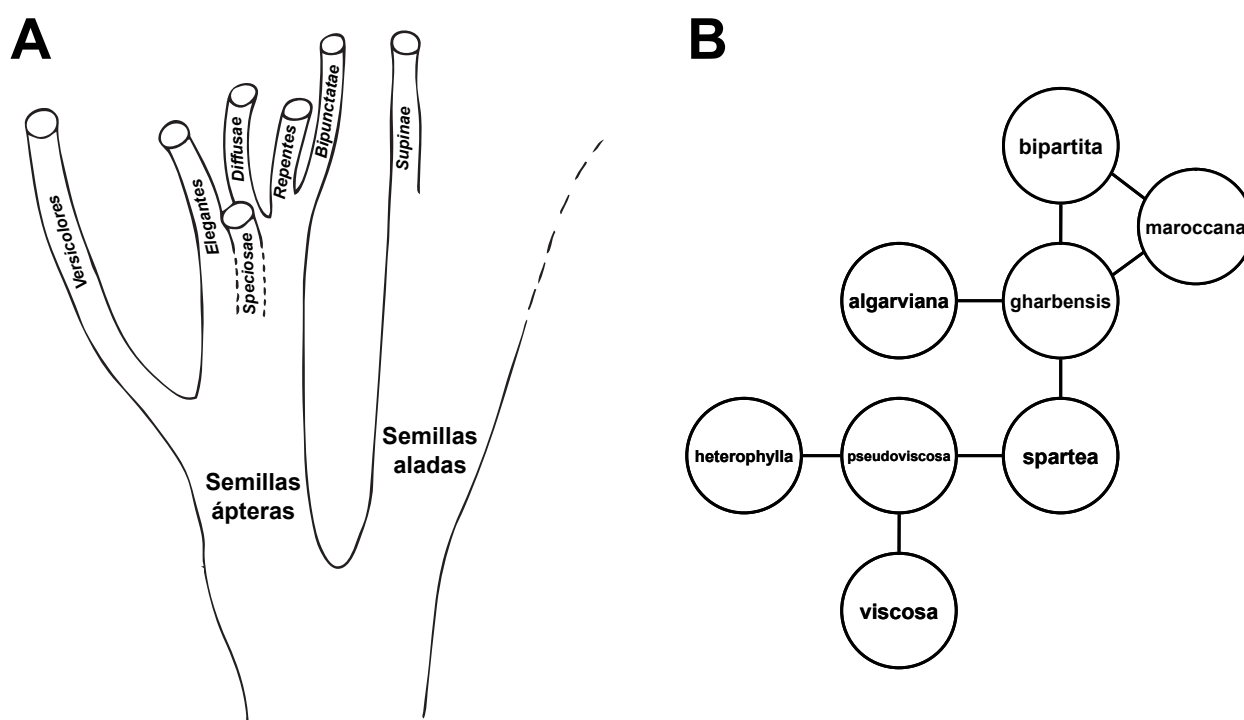 A
Versicolores
Elegantes
Diffusae
Speciosae
Repentes
Bipunctatae
Supinae
Semillas
ápteras
Semillas
aladas
B
bipartita
maroccana
algarviana
gharbensis
heterophylla
pseudoviscosa
spartea
viscosa